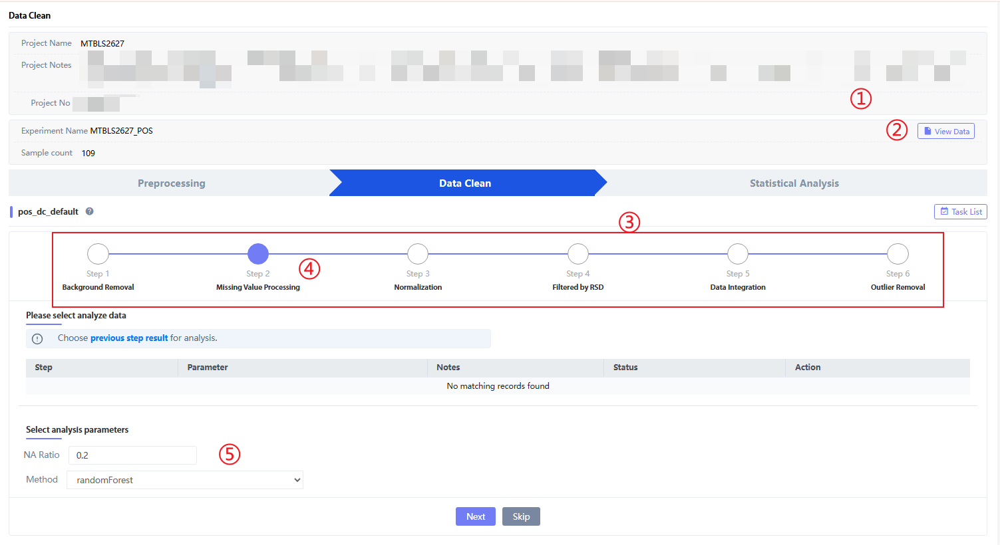 Data Clean
Project Name MTBLS2627
Project Notes
Project No
①
Experiment Name MTBLS2627_POS
② View Data
Sample count 109
Preprocessing Data Clean Statistical Analysis
pos_dc_default ?
Task List
③
④
Step 1 Step 2 Step 3 Step 4 Step 5 Step 6
Background Removal Missing Value Processing Normalization Filtered by RSD Data Integration Outlier Removal
Please select analyze data
Choose previous step result for analysis.
Step Parameter Notes Status Action
No matching records found
Select analysis parameters
NA Ratio 0.2
⑤
Method randomForest
Next Skip